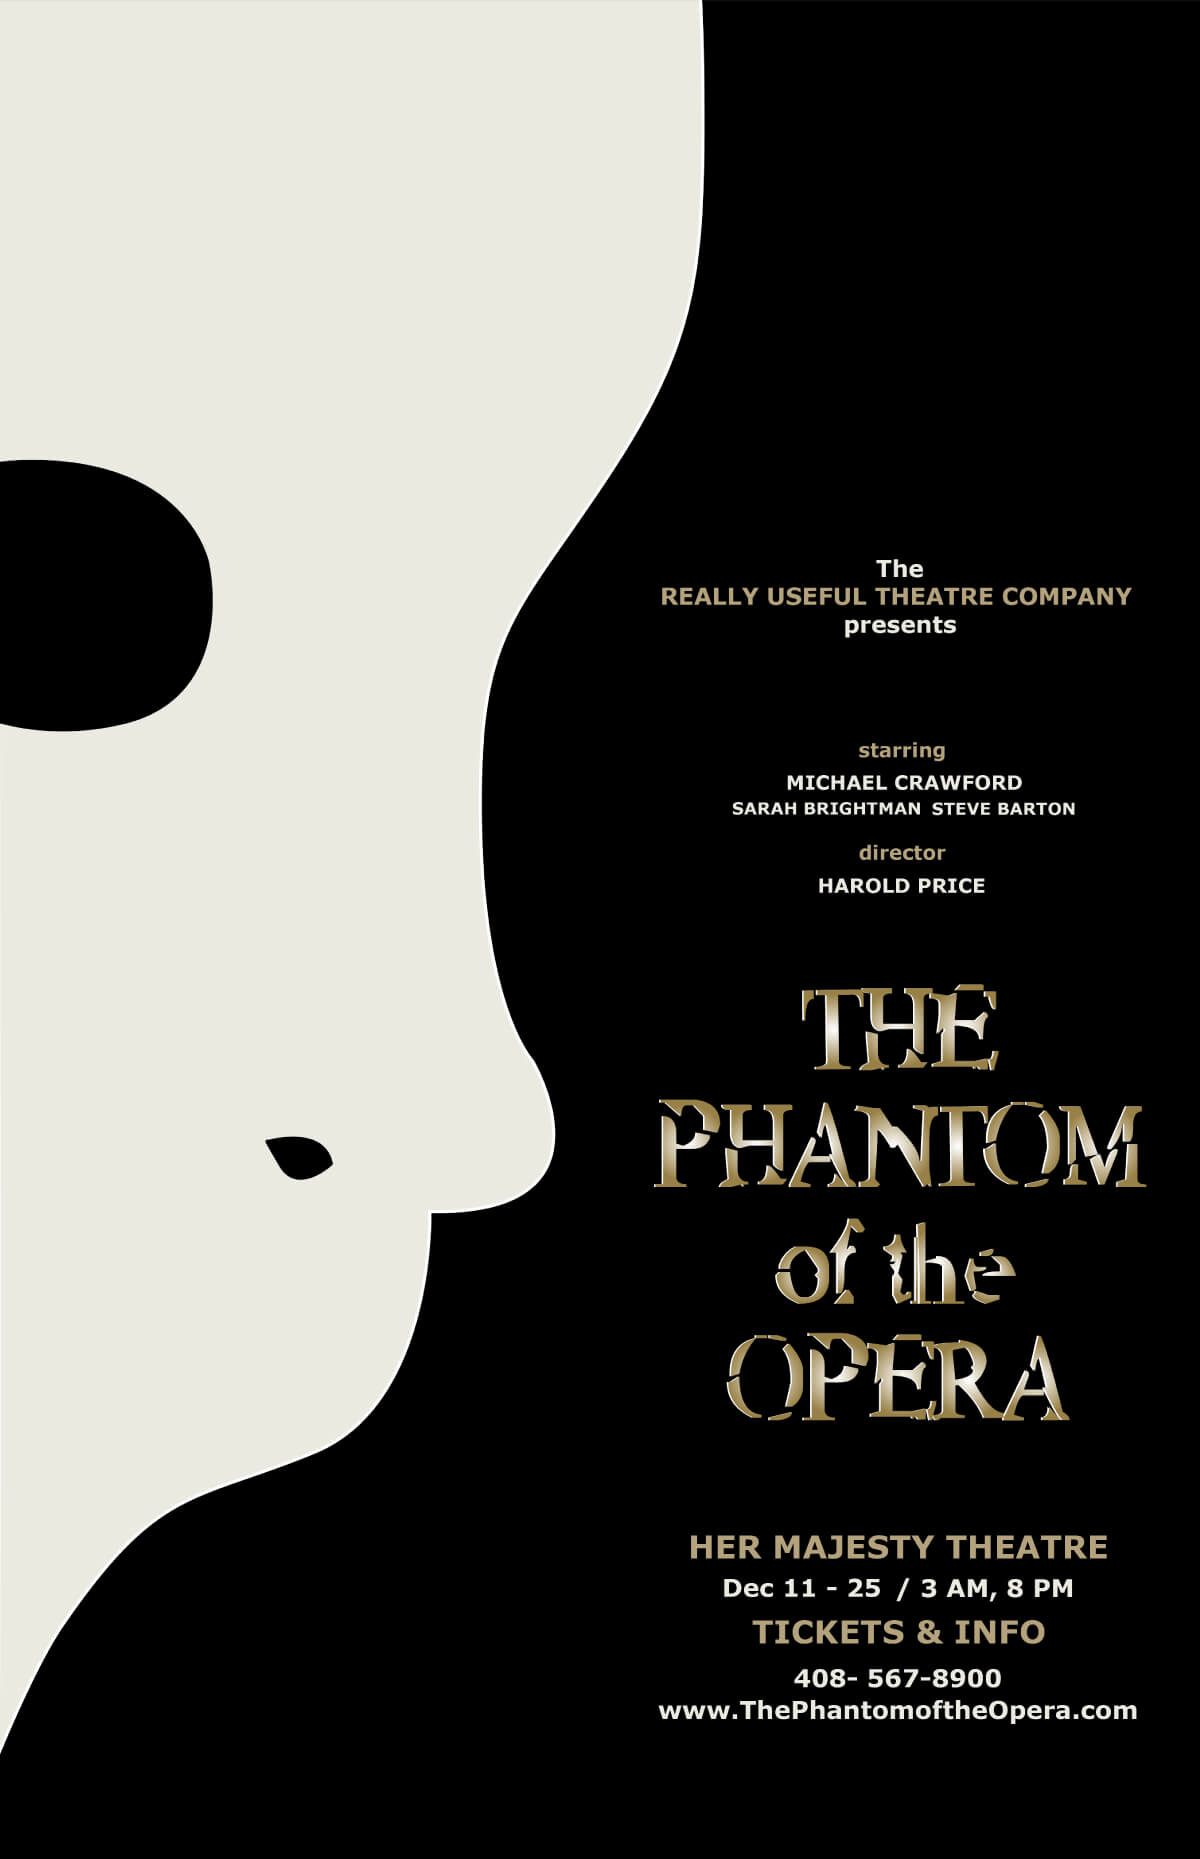 The
REALLY USEFUL THEATRE COMPANY
presents
starring
MICHAEL CRAWFORD
SARAH BRIGHTMAN STEVE BARTON
director
HAROLD PRICE
THE
PHANTOM
of the
OPERA
HER MAJESTY THEATRE
Dec 11 - 25 / 3 AM, 8 PM
TICKETS & INFO
408- 567-8900
www.ThePhantomoftheOpera.com